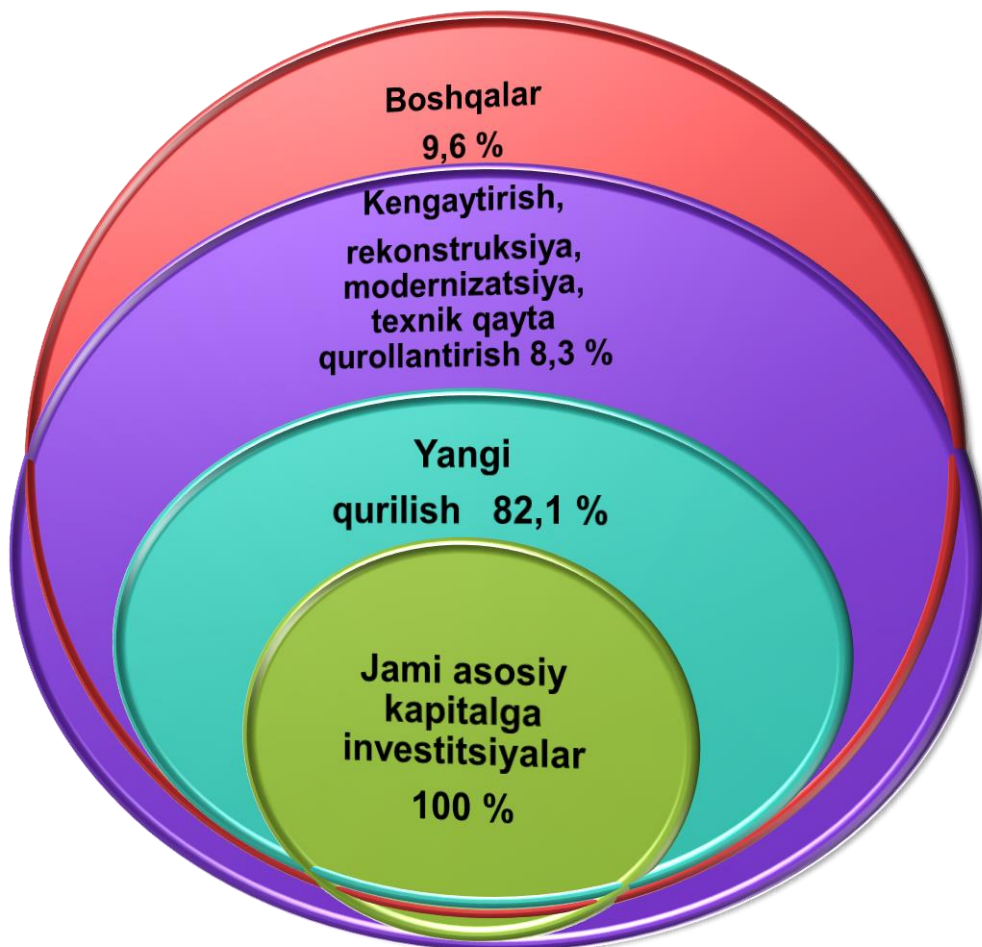 Boshqalar
9,6 %
Kengaytirish,
rekonstruksiya,
modernizatsiya,
texnik qayta
qurollantirish 8,3 %
Yangi
qurilish 82,1 %
Jami asosiy
kapitalga
investitsiyalar
100 %